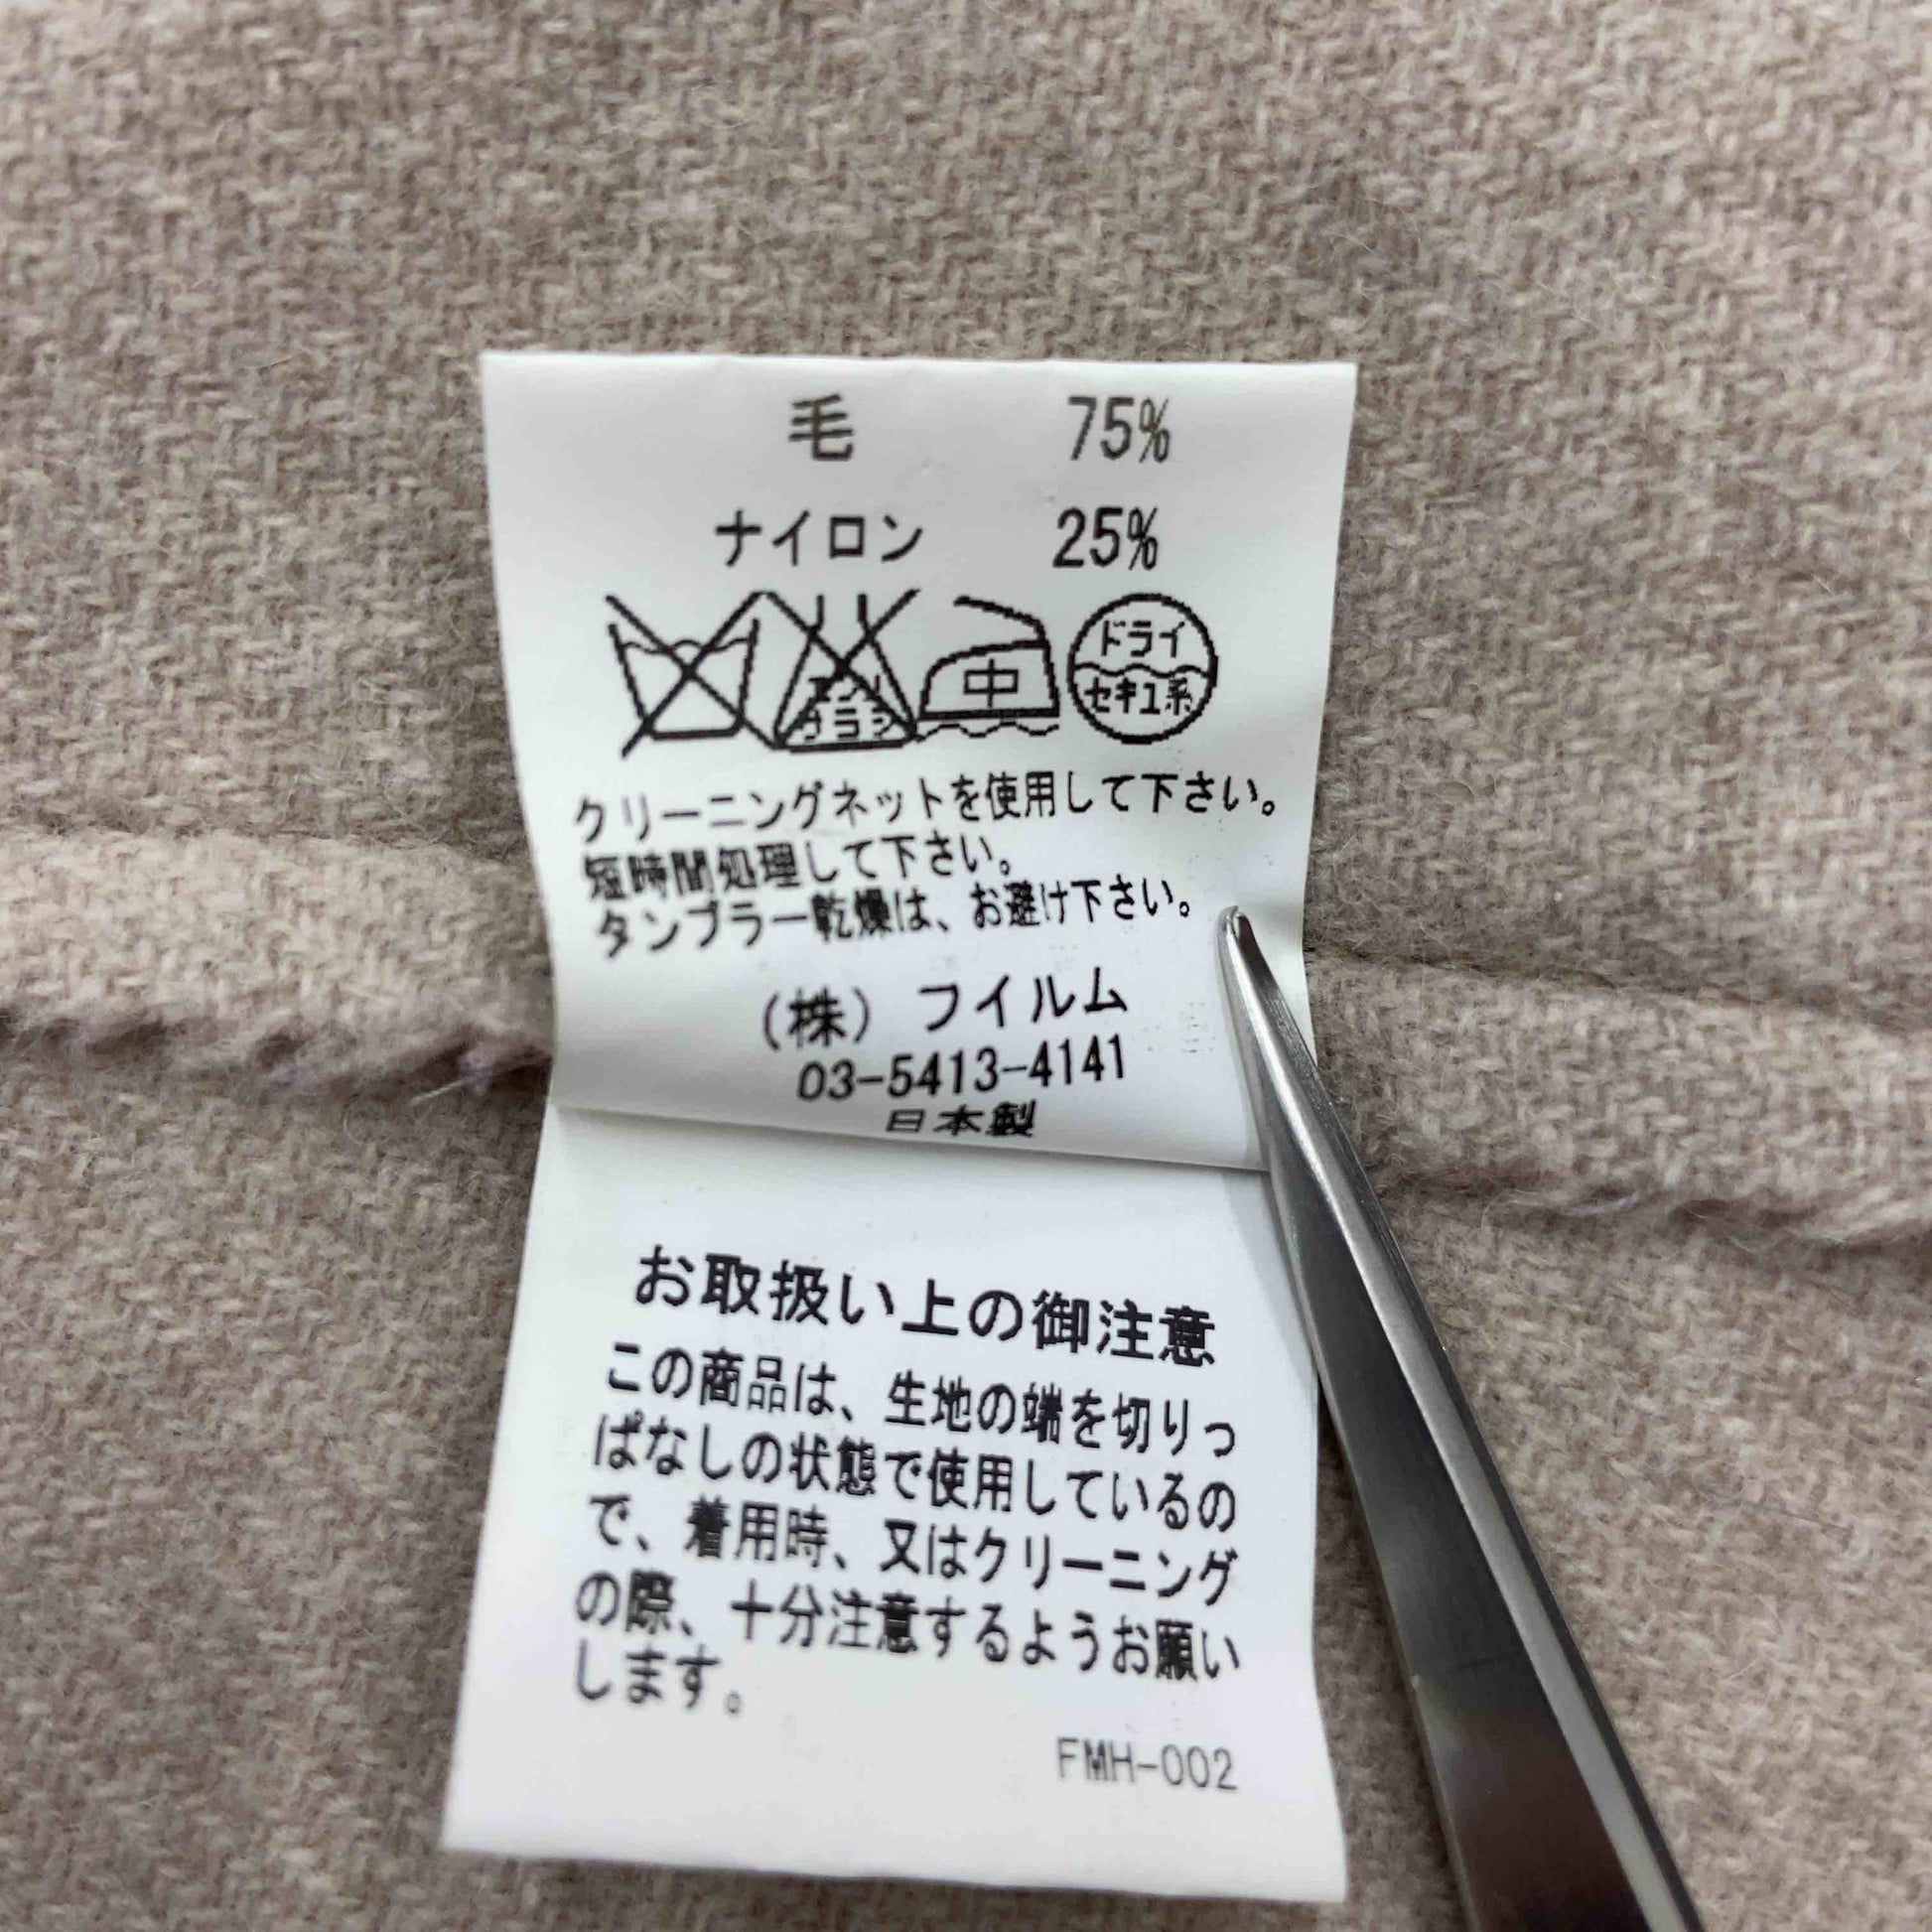 毛 75%
ナイロン 25%
エンソ
サラシ
中
ドライ
セキユ系
クリーニングネットを使用して下さい。
短時間処理して下さい。
タンブラー乾燥は、お避け下さい。
(株) フイルム
03-5413-4141
日本製
お取扱い上の御注意
この商品は、生地の端を切りっ
ぱなしの状態で使用しているの
で、着用時、又はクリーニング
の際、十分注意するようお願い
します。
FMH-002